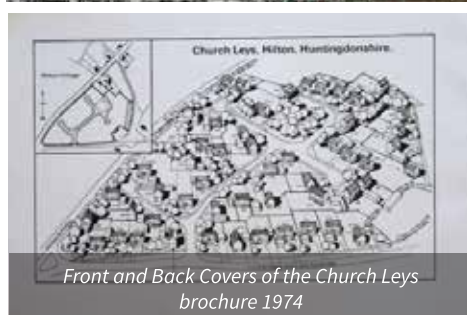 Church Leys, Hilton, Huntingdonshire.
Front and Back Covers of the Church Leys
brochure 1974